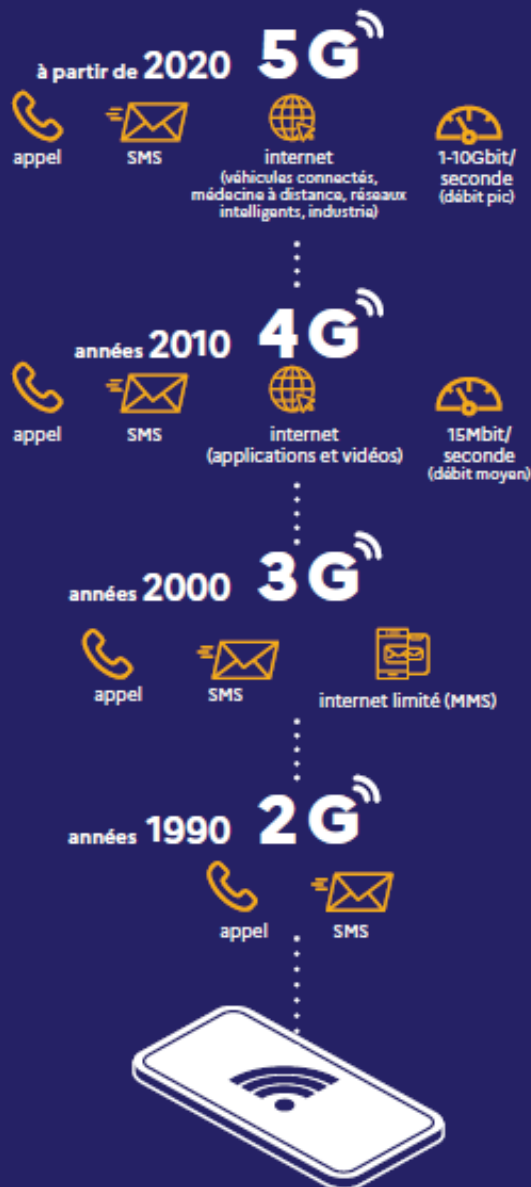 à partir de 2020 5G
appel
SMS
internet
(véhicules connectés,
médecine à distance, réseaux
intelligents, industrie)
1-10Gbit/
seconde
(débit pic)
années 2010 4G
appel
SMS
internet
(applications et vidéos)
15Mbit/
seconde
(débit moyen)
années 2000 3G
appel
SMS
internet limité (MMS)
années 1990 2G
appel
SMS